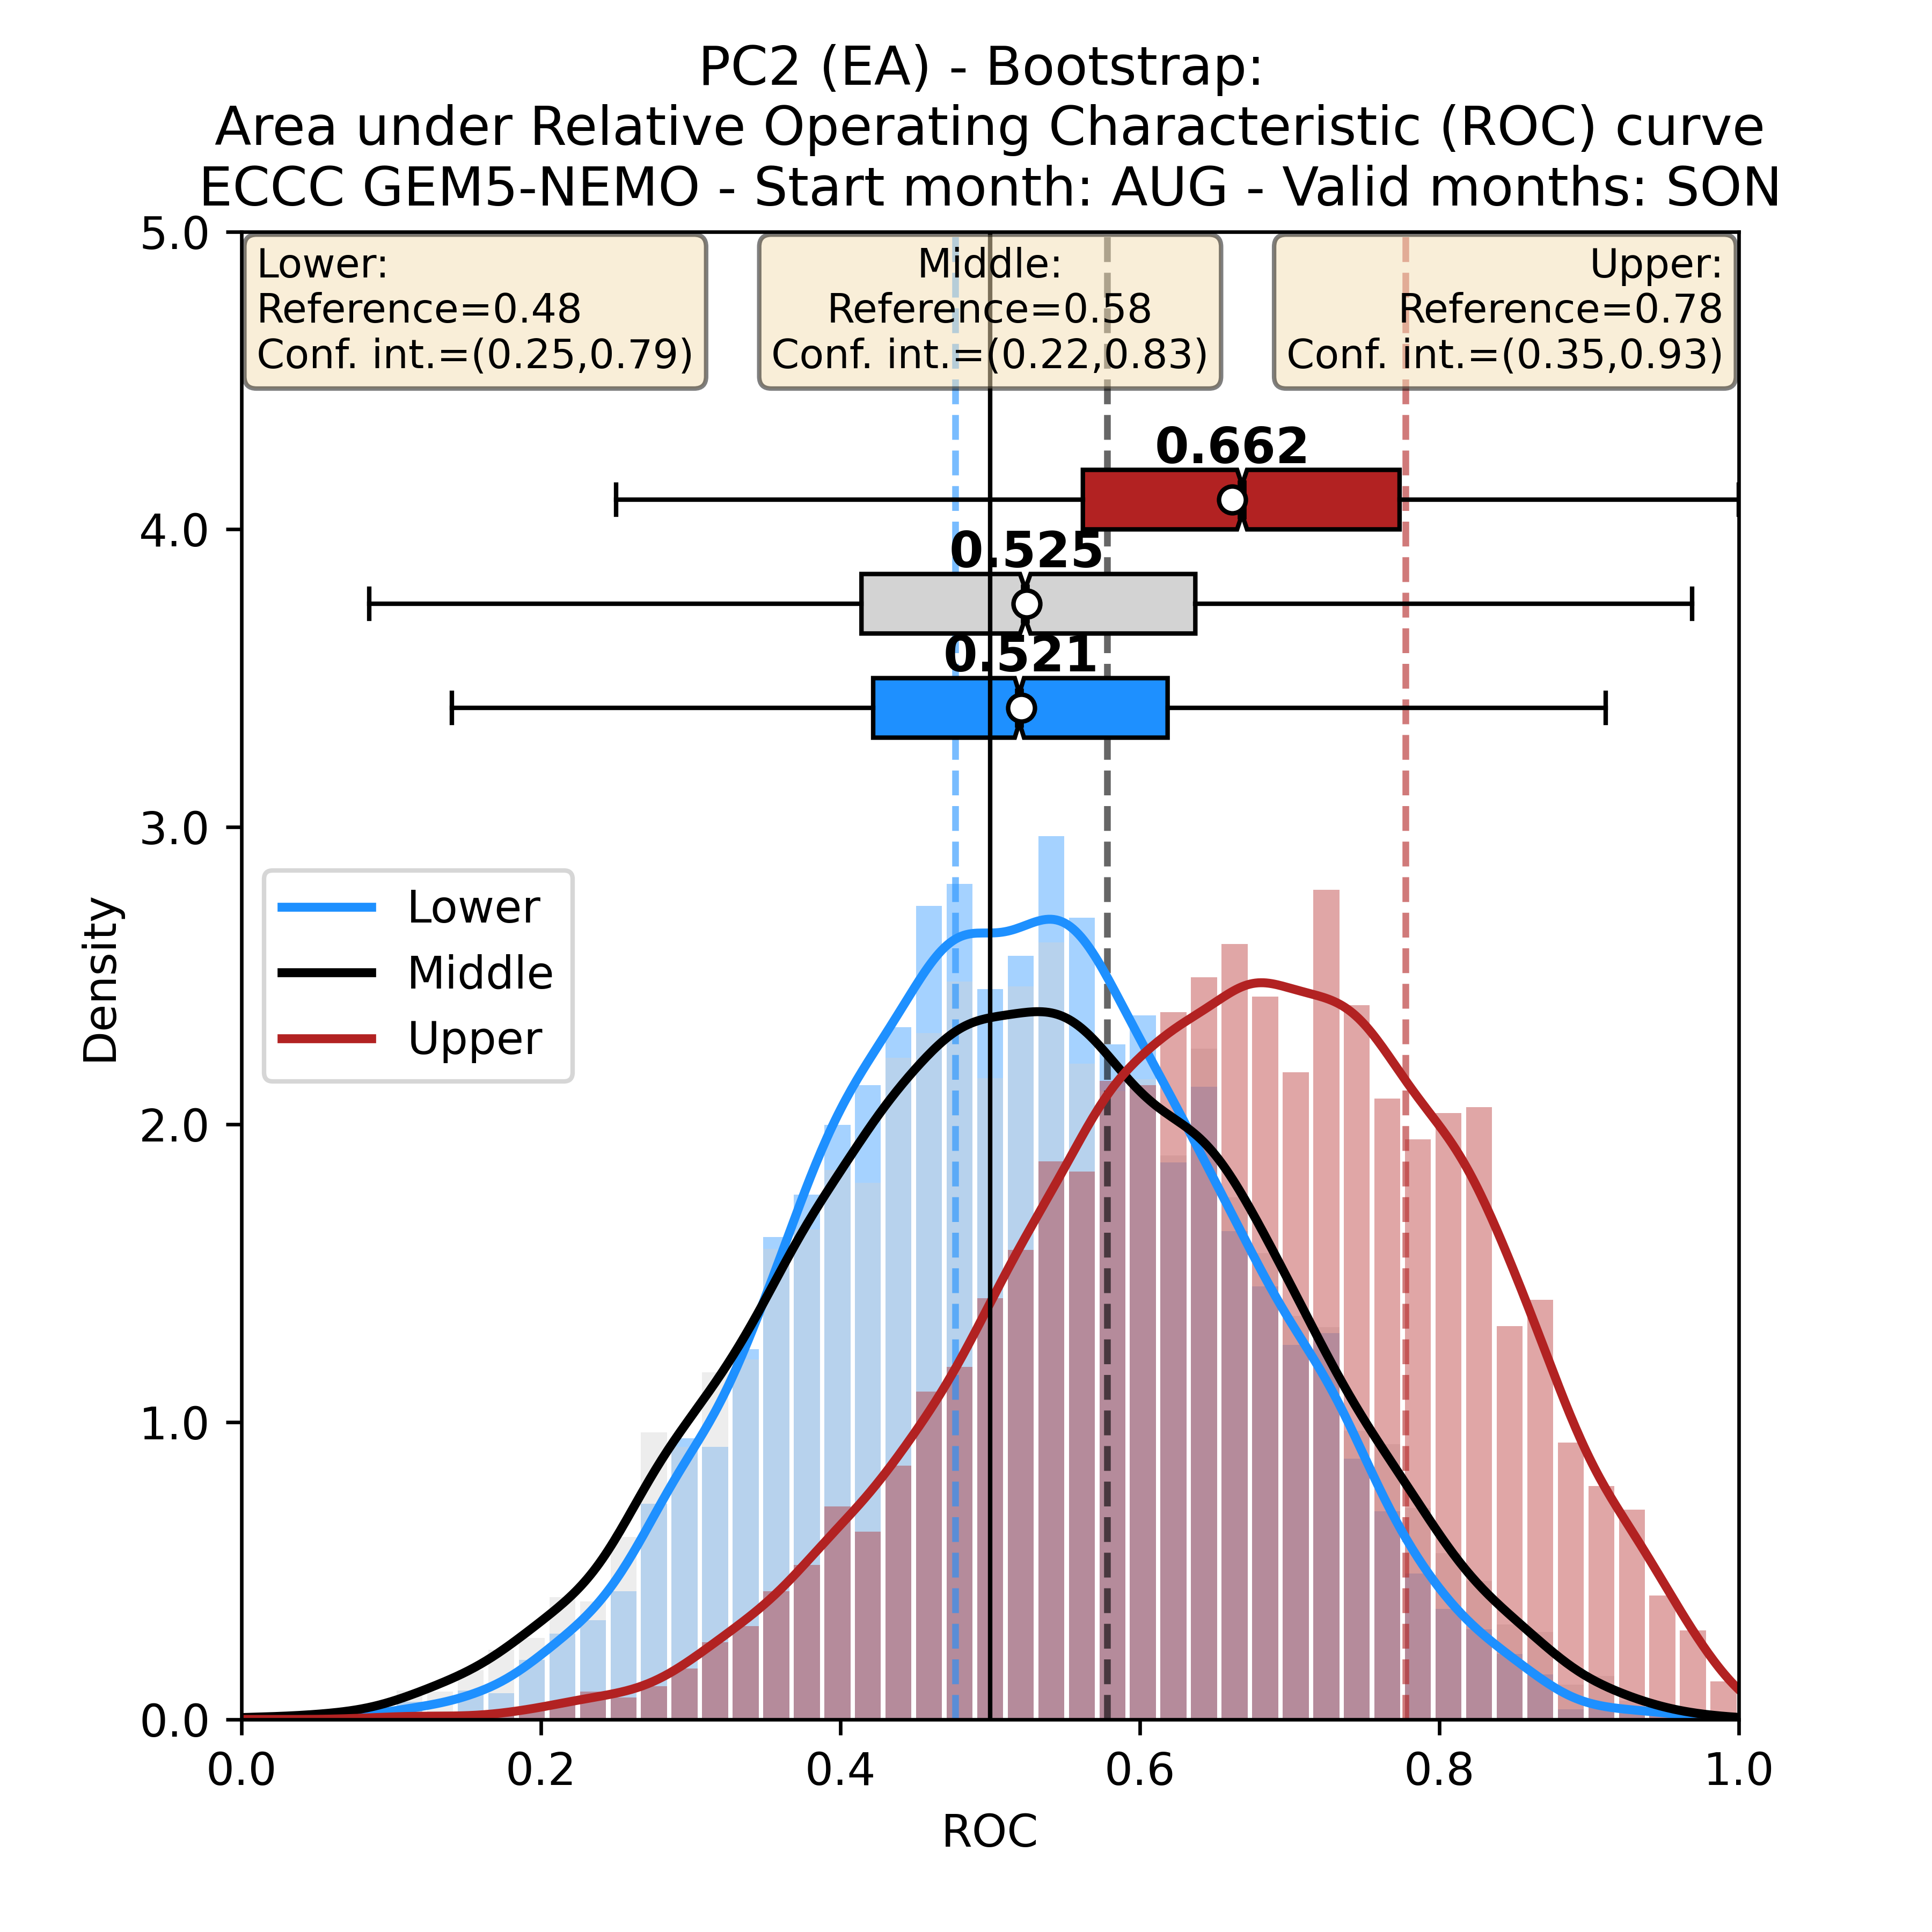 PC2 (EA) - Bootstrap:
Area under Relative Operating Characteristic (ROC) curve
ECCC GEM5-NEMO - Start month: AUG - Valid months: SON
5.0
Lower:
Reference=0.48
Conf. int.=(0.25,0.79)
Middle:
Reference=0.58
Conf. int.=(0.22,0.83)
Upper:
Reference=0.78
Conf. int.=(0.35,0.93)
0.662
4.0
0.525
0.521
3.0
Lower
Middle
Upper
Density
2.0
1.0
0.0
0.0 0.2 0.4 0.6 0.8 1.0
ROC